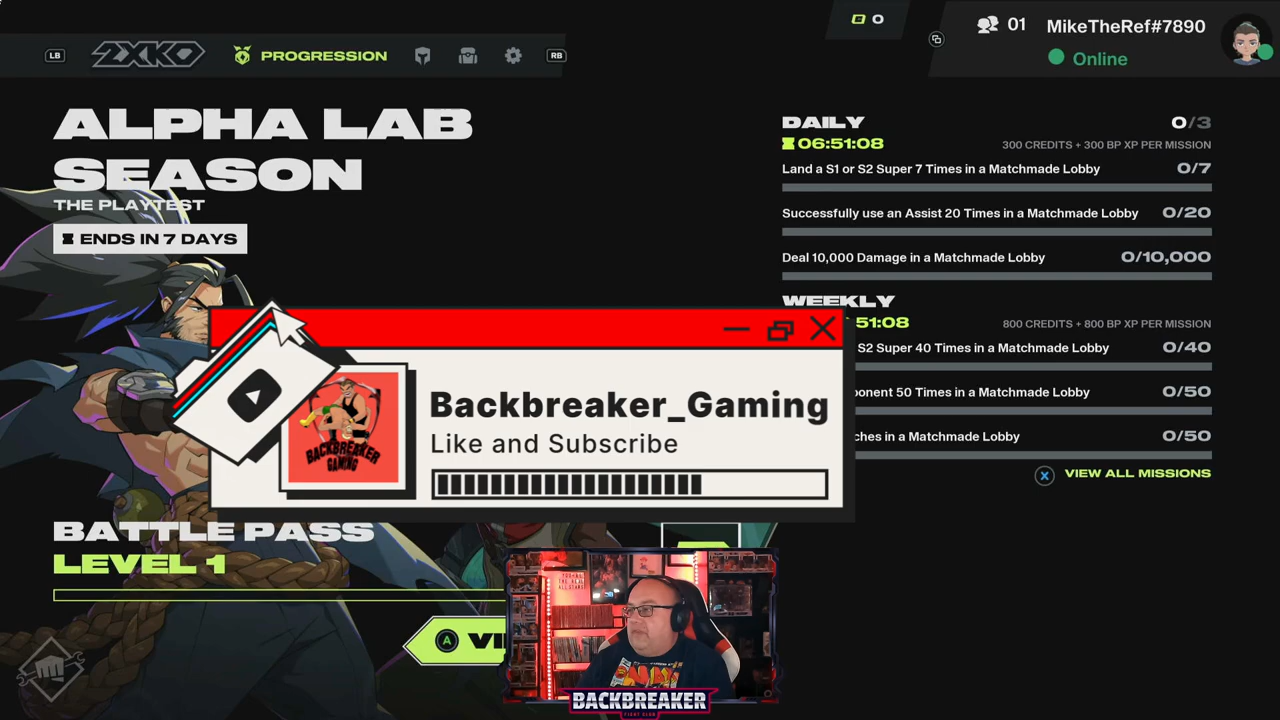 LB
2XKO
PROGRESSION
RB
0
01
MikeTheRef#7890
Online
ALPHA LAB
SEASON
THE PLAYTEST
ENDS IN 7 DAYS
DAILY
0/3
06:51:08
300 CREDITS + 300 BP XP PER MISSION
Land a S1 or S2 Super 7 Times in a Matchmade Lobby 0/7
Successfully use an Assist 20 Times in a Matchmade Lobby 0/20
Deal 10,000 Damage in a Matchmade Lobby 0/10,000
WEEKLY
51:08
800 CREDITS + 800 BP XP PER MISSION
S2 Super 40 Times in a Matchmade Lobby 0/40
ponent 50 Times in a Matchmade Lobby 0/50
ches in a Matchmade Lobby 0/50
X VIEW ALL MISSIONS
Backbreaker_Gaming
Like and Subscribe
BACKBREAKER
GAMING
BATTLE PASS
LEVEL 1
A VI
BACKBREAKER